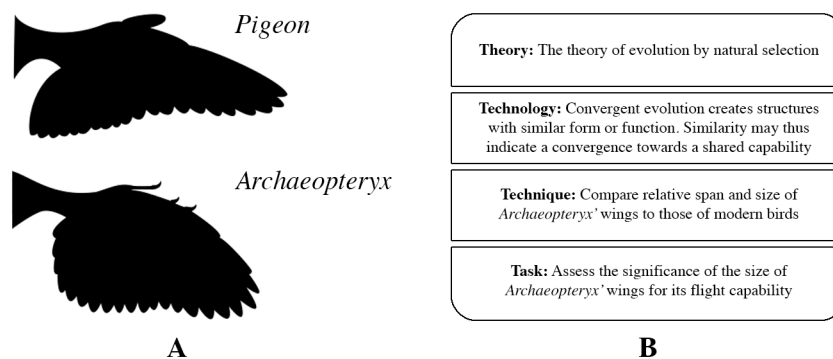 Pigeon
Archaeopteryx
A
Theory: The theory of evolution by natural selection
Technology: Convergent evolution creates structures
with similar form or function. Similarity may thus
indicate a convergence towards a shared capability
Technique: Compare relative span and size of
Archaeopteryx’ wings to those of modern birds
Task: Assess the significance of the size of
Archaeopteryx’ wings for its flight capability
B